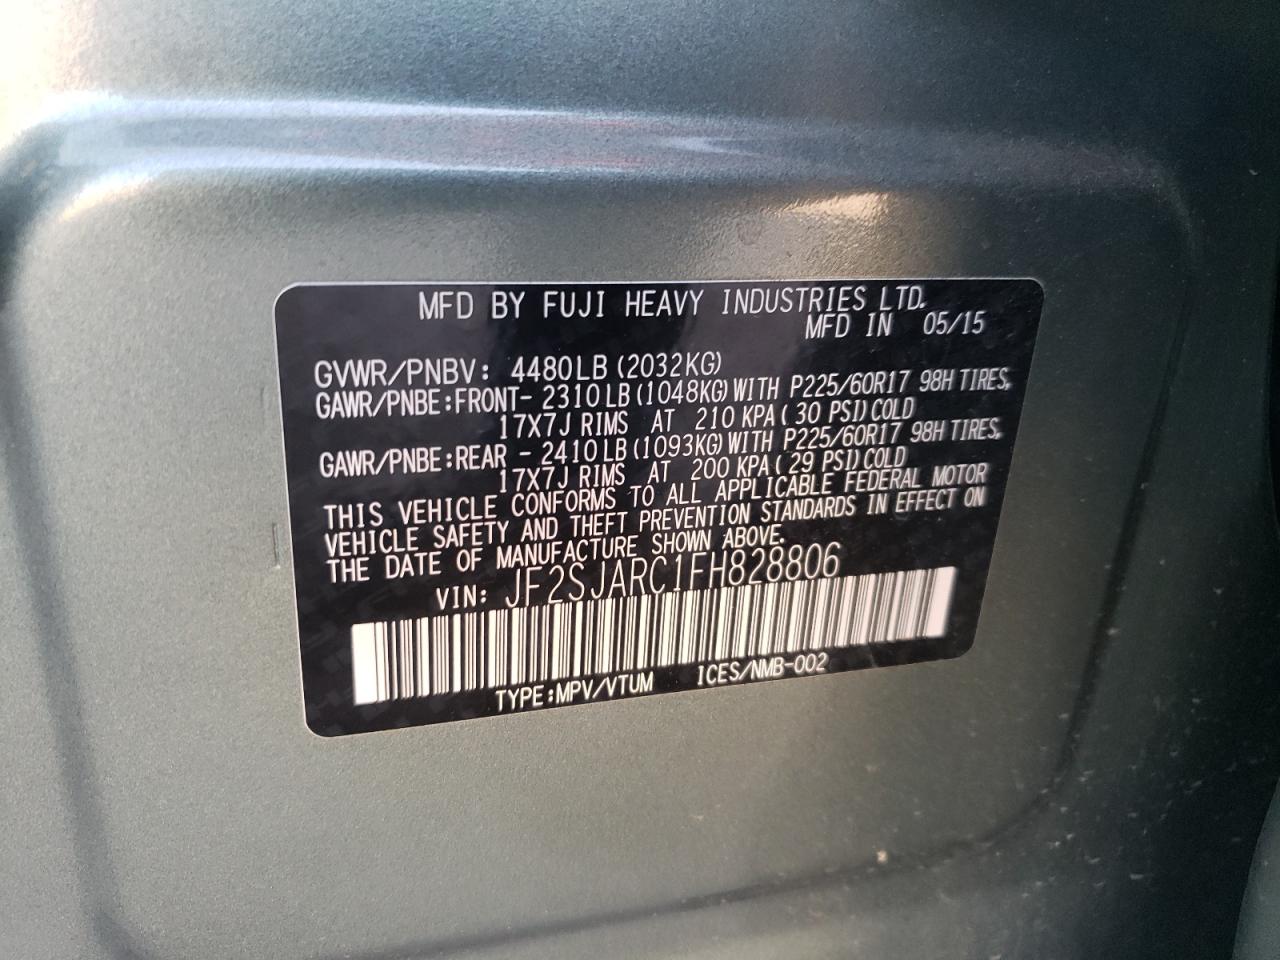 MFD BY FUJI HEAVY INDUSTRIES LTD.
MFD IN 05/15
GVWR/PNBV: 4480LB (2032KG)
GAWR/PNBE:FRONT- 2310LB (1048KG) WITH P225/60R17 98H TIRES,
17X7J RIMS AT 210 KPA ( 30 PSI) COLD
GAWR/PNBE:REAR - 2410LB (1093KG) WITH P225/60R17 98H TIRES,
17X7J RIMS AT 200 KPA ( 29 PSI) COLD
THIS VEHICLE CONFORMS TO ALL APPLICABLE FEDERAL MOTOR
VEHICLE SAFETY AND THEFT PREVENTION STANDARDS IN EFFECT ON
THE DATE OF MANUFACTURE SHOWN ABOVE.
VIN: JF2SJARC1FH828806
TYPE:MPV/VTUM ICES/NMB-002